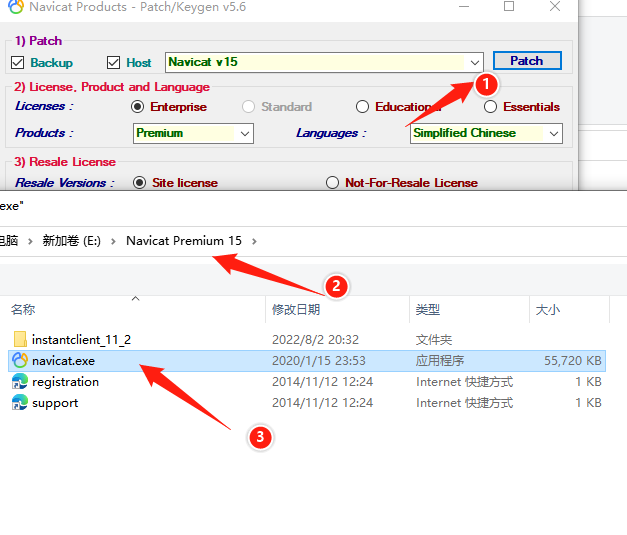 Navicat Products - Patch/Keygen v5.6
1) Patch
Backup Host Navicat v15 Patch
1
2) License, Product and Language
Licenses : Enterprise Standard Educational Essentials
Products : Premium Languages : Simplified Chinese
3) Resale License
Resale Versions : Site license Not-For-Resale License
exe"
电脑 新加卷 (E:) Navicat Premium 15
2
名称 修改日期 类型 大小
instantclient_11_2 2022/8/2 20:32 文件夹
navicat.exe 2020/1/15 23:53 应用程序 55,720 KB
registration 2014/11/12 12:24 Internet 快捷方式 1 KB
support 2014/11/12 12:24 Internet 快捷方式 1 KB
3